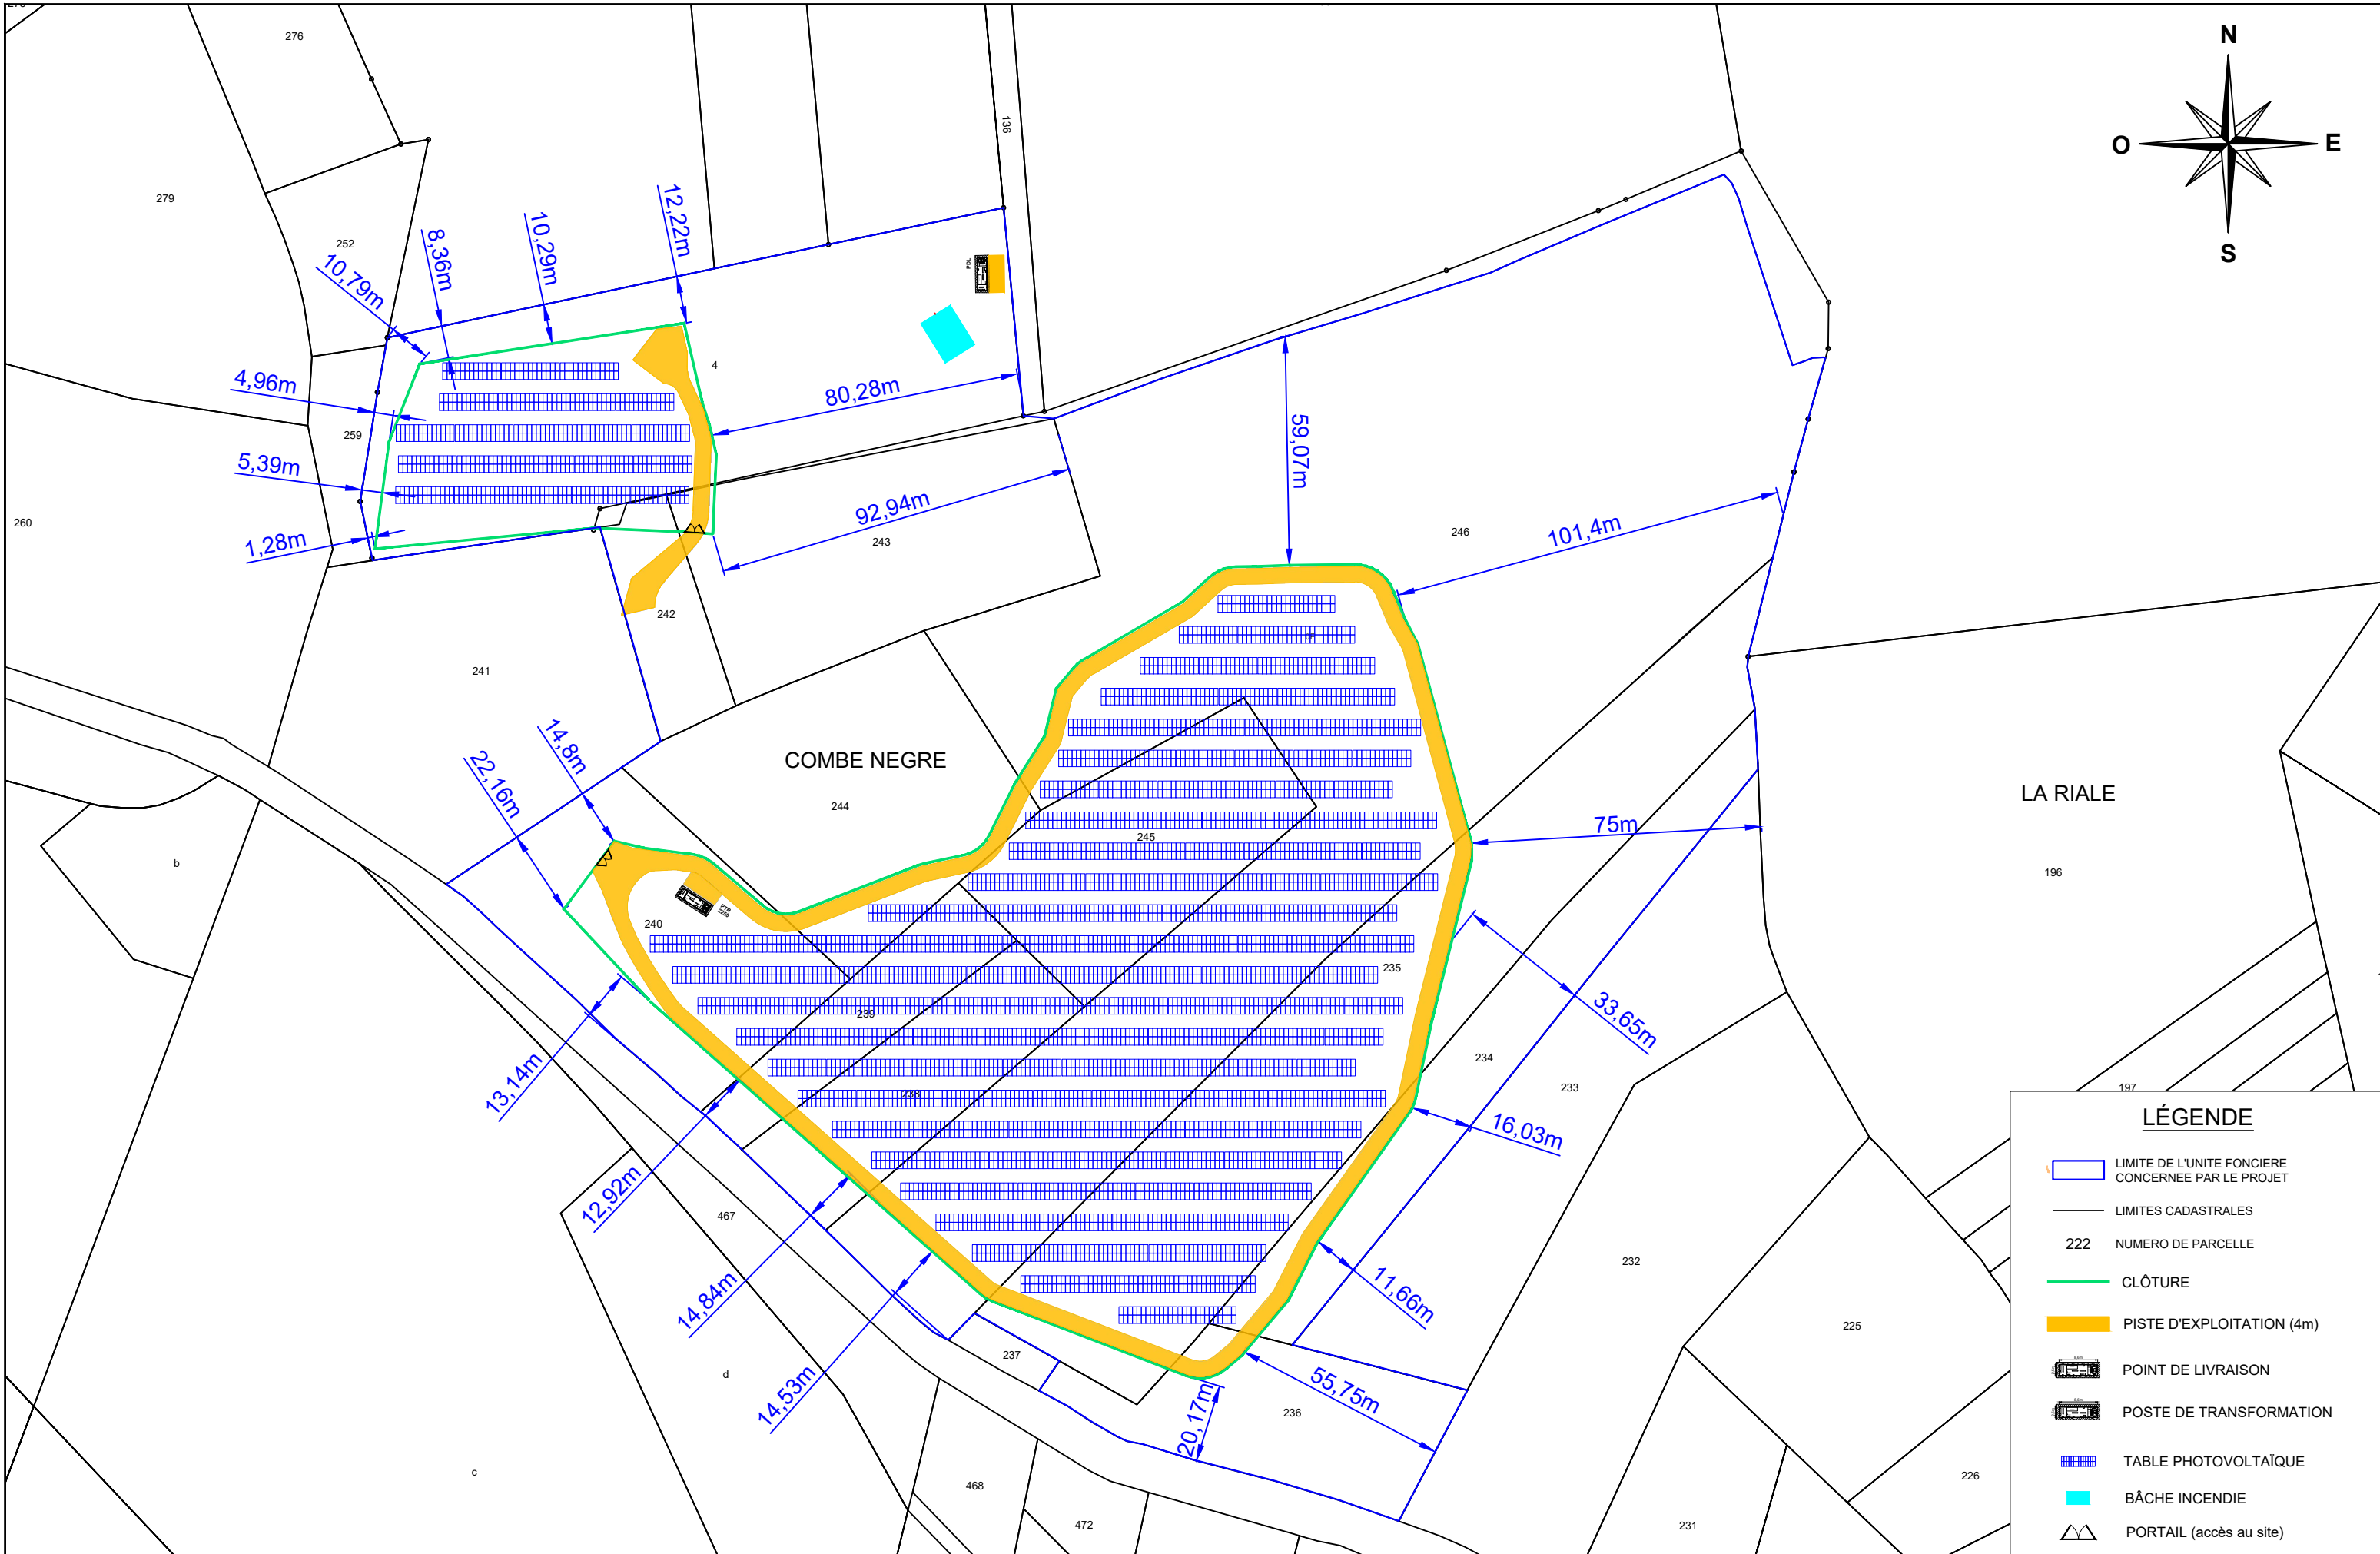 276
N
O
E
S
136
279
252
12,22m
10,29m
8,36m
10,79m
PDL
4
4,96m
80,28m
259
5,39m
59,07m
260
92,94m
101,4m
1,28m
243
246
242
241
14,8m
22,16m
COMBE NEGRE
244
245
75m
LA RIALE
b
196
PTR
240
235
33,65m
239
13,14m
234
233
197
238
16,03m
12,92m
467
14,84m
11,66m
232
225
14,53m
237
55,75m
d
20,17m
236
c
468
226
472
231
LÉGENDE
LIMITE DE L'UNITE FONCIERE
CONCERNEE PAR LE PROJET
LIMITES CADASTRALES
222 NUMERO DE PARCELLE
CLÔTURE
PISTE D'EXPLOITATION (4m)
POINT DE LIVRAISON
POSTE DE TRANSFORMATION
TABLE PHOTOVOLTAÏQUE
BÂCHE INCENDIE
PORTAIL (accès au site)